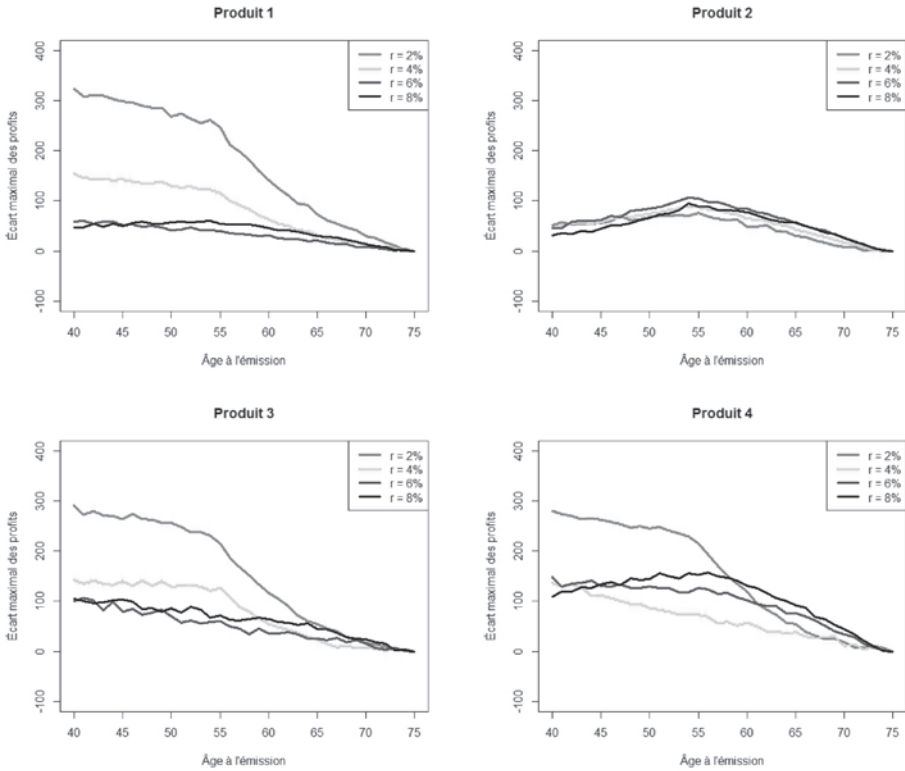 Produit 1
Écart maximal des profits
400
300
200
100
0
-100
r = 2%
r = 4%
r = 6%
r = 8%
40 45 50 55 60 65 70 75
Âge à l'émission
Produit 2
Écart maximal des profits
400
300
200
100
0
-100
r = 2%
r = 4%
r = 6%
r = 8%
40 45 50 55 60 65 70 75
Âge à l'émission
Produit 3
Écart maximal des profits
400
300
200
100
0
-100
r = 2%
r = 4%
r = 6%
r = 8%
40 45 50 55 60 65 70 75
Âge à l'émission
Produit 4
Écart maximal des profits
400
300
200
100
0
-100
r = 2%
r = 4%
r = 6%
r = 8%
40 45 50 55 60 65 70 75
Âge à l'émission